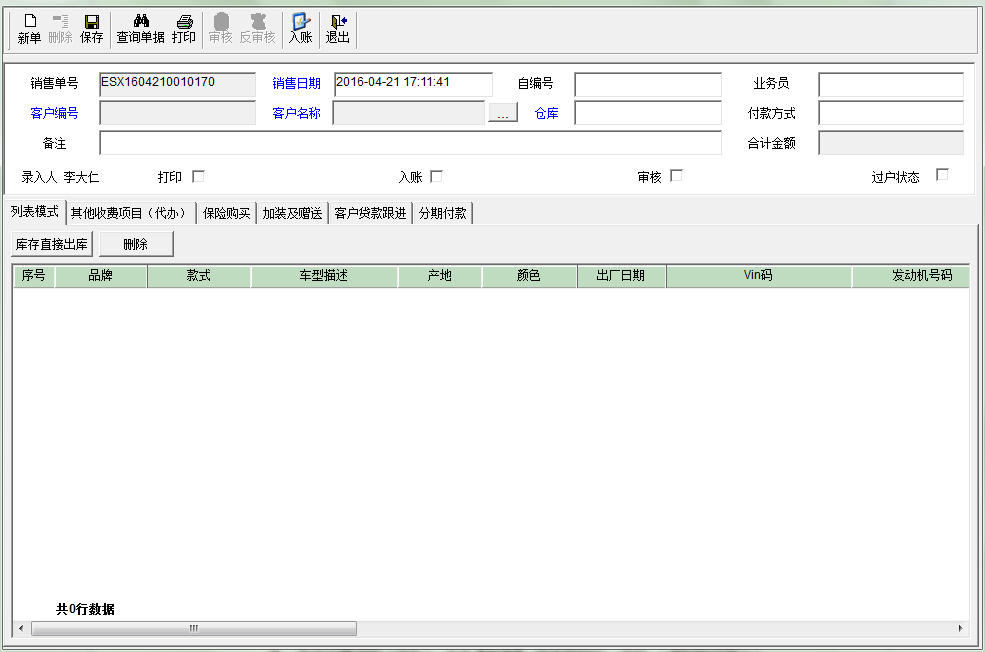 新单 删除 保存 查询单据 打印 审核 反审核 入账 退出
销售单号 ESX1604210010170 销售日期 2016-04-21 17:11:41 自编号 业务员
客户编号 客户名称 ... 仓库 付款方式
备注 合计金额
录入人 李大仁 打印 入账 审核 过户状态
列表模式 其他收费项目（代办） 保险购买 加装及赠送 客户贷款跟进 分期付款
库存直接出库 删除
序号 品牌 款式 车型描述 产地 颜色 出厂日期 Vin码 发动机号码
共0行数据